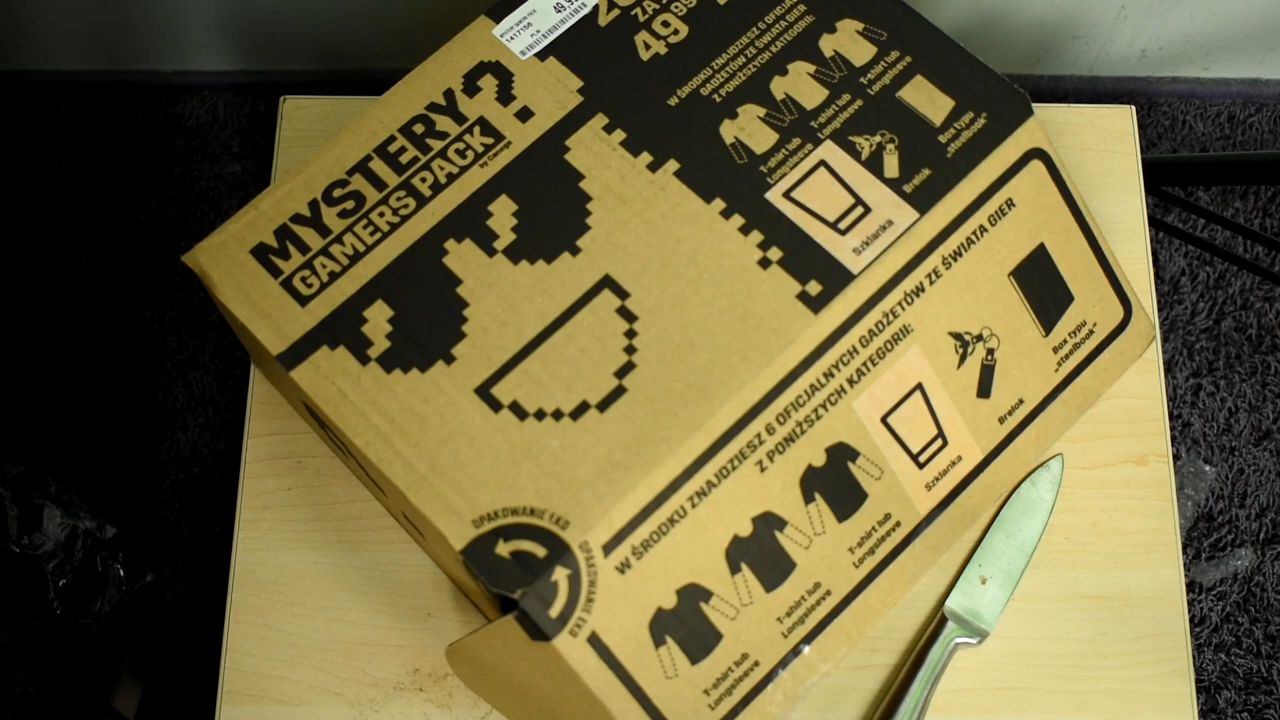 MYSTERY?
GAMERS PACK
by Cenega
1417156
PLN
ZA
49⁹⁹
W ŚRODKU ZNAJDZIESZ 6 OFICJALNYCH
GADŻETÓW ZE ŚWIATA GIER
Z PONIŻSZYCH KATEGORII:
T-shirt lub
Longsleeve
T-shirt lub
Longsleeve
T-shirt lub
Longsleeve
Szklanka
Brelok
Box typu
„steelbook"
W ŚRODKU ZNAJDZIESZ 6 OFICJALNYCH GADŻETÓW ZE ŚWIATA GIER
Z PONIŻSZYCH KATEGORII:
T-shirt lub
Longsleeve
T-shirt lub
Longsleeve
T-shirt lub
Longsleeve
Szklanka
Brelok
Box typu
„steelbook"
OPAKOWANIE EKO
OPAKOWANIE EKO